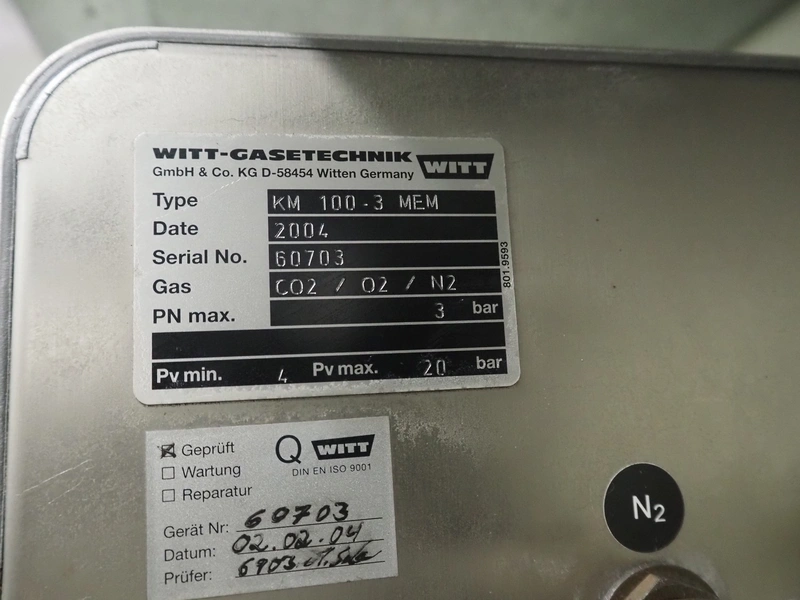 WITT-GASETECHNIK WITT
GmbH & Co. KG D-58454 Witten Germany
Type KM 100-3 MEM
Date 2004
Serial No. 60703
Gas CO2 / O2 / N2
PN max. 3 bar
Pv min. 4 Pv max. 20 bar
801.9593
Geprüft
Wartung
Reparatur
Q WITT
DIN EN ISO 9001
Gerät Nr: 60703
Datum: 02.02.04
Prüfer: 6903
N2